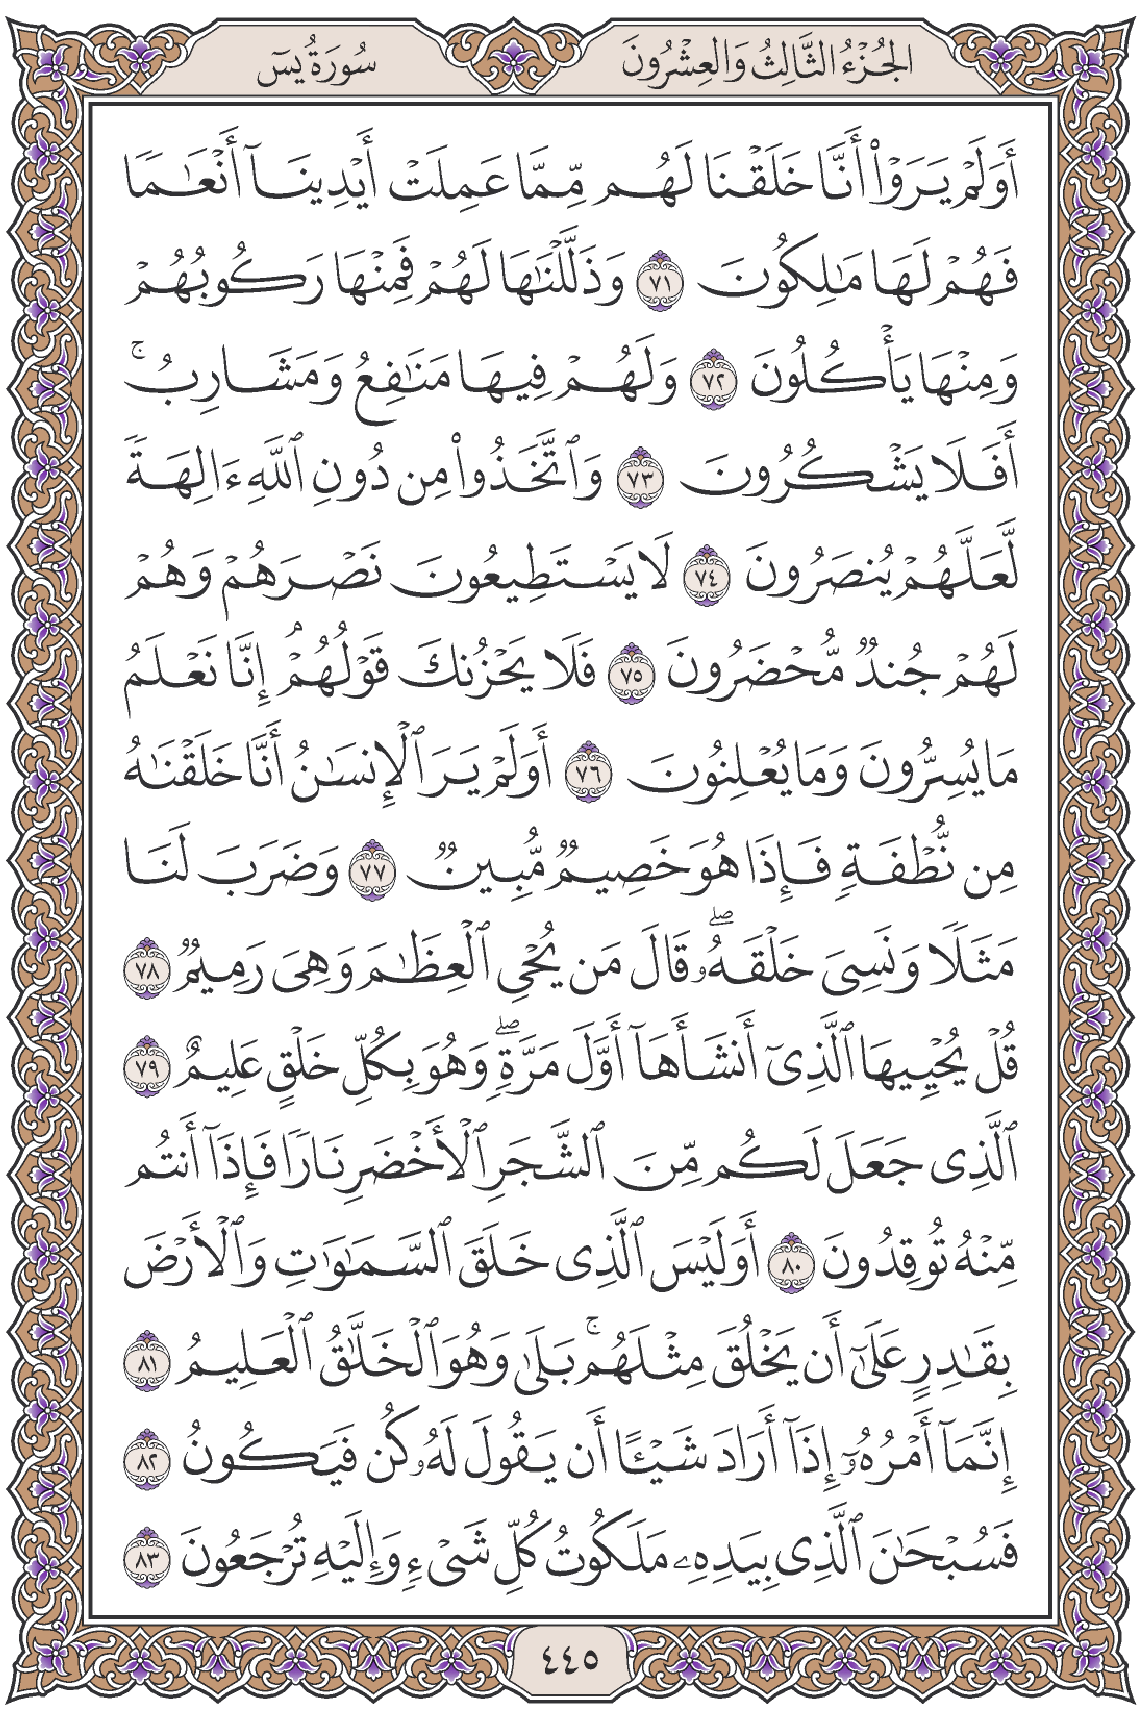 الجُزْءُ الثَّالِثُ وَالعِشْرُونَ
سُورَةُ يسٓ
أَوَلَمْ يَرَوْاْ أَنَّا خَلَقْنَا لَهُم مِّمَّا عَمِلَتْ أَيْدِينَآ أَنْعَٰمًا
فَهُمْ لَهَا مَٰلِكُونَ ٧١ وَذَلَّلْنَٰهَا لَهُمْ فَمِنْهَا رَكُوبُهُمْ
وَمِنْهَا يَأْكُلُونَ ٧٢ وَلَهُمْ فِيهَا مَنَٰفِعُ وَمَشَارِبُۚ
أَفَلَا يَشْكُرُونَ ٧٣ وَٱتَّخَذُواْ مِن دُونِ ٱللَّهِ ءَالِهَةً
لَّعَلَّهُمْ يُنصَرُونَ ٧٤ لَا يَسْتَطِيعُونَ نَصْرَهُمْ وَهُمْ
لَهُمْ جُندٌ مُّحْضَرُونَ ٧٥ فَلَا يَحْزُنكَ قَوْلُهُمْۘ إِنَّا نَعْلَمُ
مَا يُسِرُّونَ وَمَا يُعْلِنُونَ ٧٦ أَوَلَمْ يَرَ ٱلْإِنسَٰنُ أَنَّا خَلَقْنَٰهُ
مِن نُّطْفَةٍ فَإِذَا هُوَ خَصِيمٌ مُّبِينٌ ٧٧ وَضَرَبَ لَنَا
مَثَلًا وَنَسِىَ خَلْقَهُۥۖ قَالَ مَن يُحْىِ ٱلْعِظَٰمَ وَهِىَ رَمِيمٌ ٧٨
قُلْ يُحْيِيهَا ٱلَّذِىٓ أَنشَأَهَآ أَوَّلَ مَرَّةٍۖ وَهُوَ بِكُلِّ خَلْقٍ عَلِيمٌ ٧٩
ٱلَّذِى جَعَلَ لَكُم مِّنَ ٱلشَّجَرِ ٱلْأَخْضَرِ نَارًا فَإِذَآ أَنتُم
مِّنْهُ تُوقِدُونَ ٨٠ أَوَلَيْسَ ٱلَّذِى خَلَقَ ٱلسَّمَٰوَٰتِ وَٱلْأَرْضَ
بِقَٰدِرٍ عَلَىٰٓ أَن يَخْلُقَ مِثْلَهُمۚ بَلَىٰ وَهُوَ ٱلْخَلَّٰقُ ٱلْعَلِيمُ ٨١
إِنَّمَآ أَمْرُهُۥٓ إِذَآ أَرَادَ شَيْـًٔا أَن يَقُولَ لَهُۥ كُن فَيَكُونُ ٨٢
فَسُبْحَٰنَ ٱلَّذِى بِيَدِهِۦ مَلَكُوتُ كُلِّ شَىْءٍ وَإِلَيْهِ تُرْجَعُونَ ٨٣
٤٤٥